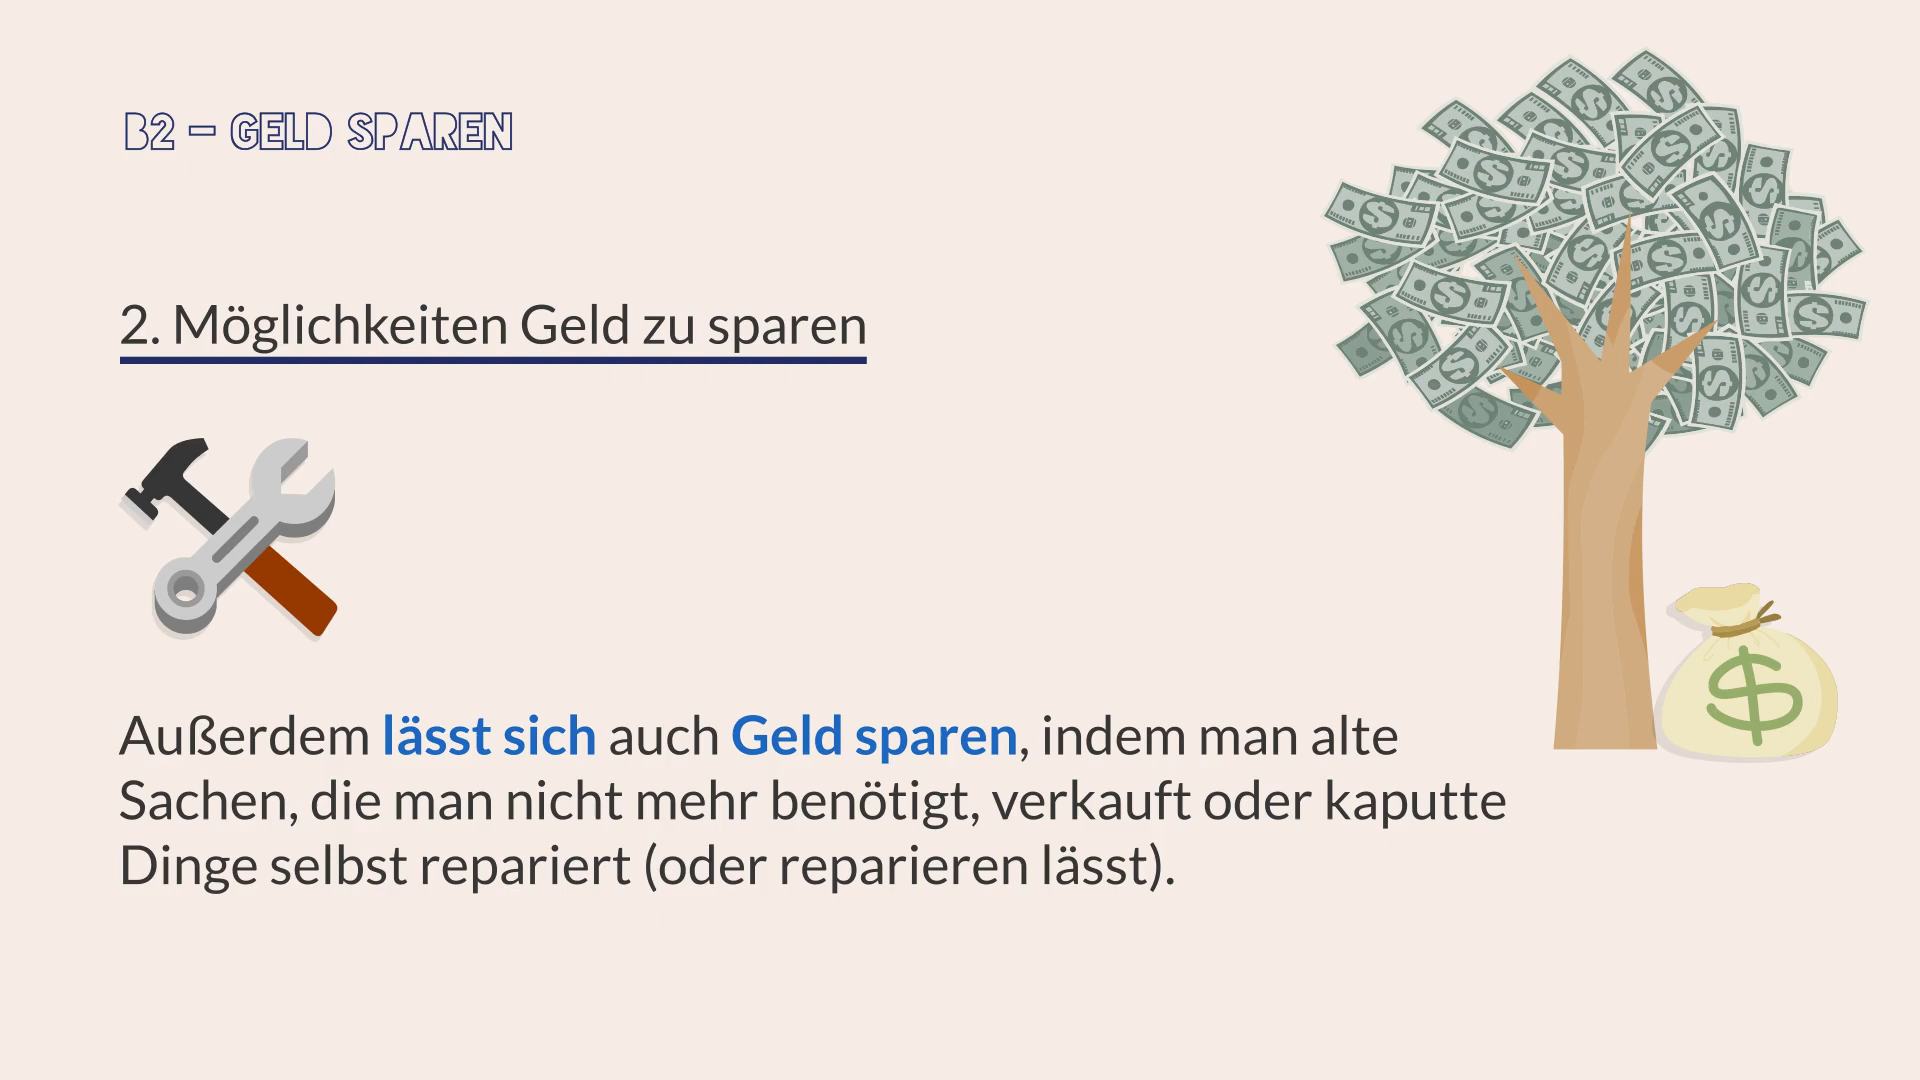 B2 – GELD SPAREN
2. Möglichkeiten Geld zu sparen
Außerdem lässt sich auch Geld sparen, indem man alte
Sachen, die man nicht mehr benötigt, verkauft oder kaputte
Dinge selbst repariert (oder reparieren lässt).